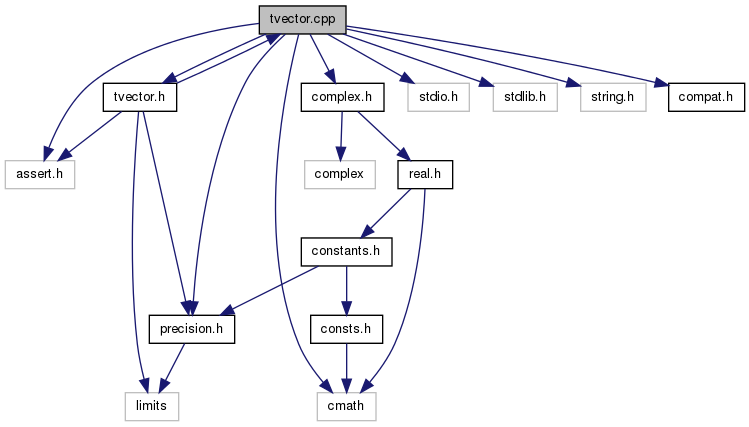 tvector.cpp
tvector.h
complex.h
stdio.h
stdlib.h
string.h
compat.h
assert.h
complex
real.h
constants.h
precision.h
consts.h
limits
cmath